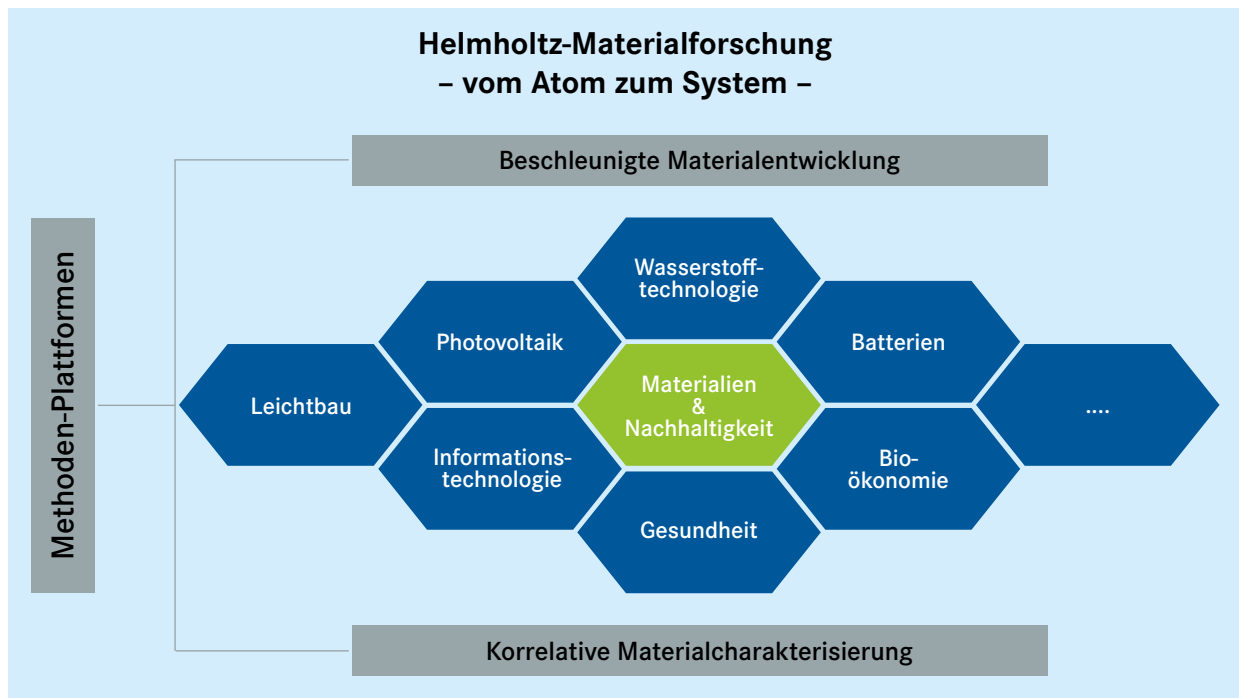 Helmholtz-Materialforschung
– vom Atom zum System –
Beschleunigte Materialentwicklung
Methoden-Plattformen
Wasserstoff-
technologie
Photovoltaik
Batterien
Leichtbau
Materialien
&
Nachhaltigkeit
....
Informations-
technologie
Bio-
ökonomie
Gesundheit
Korrelative Materialcharakterisierung